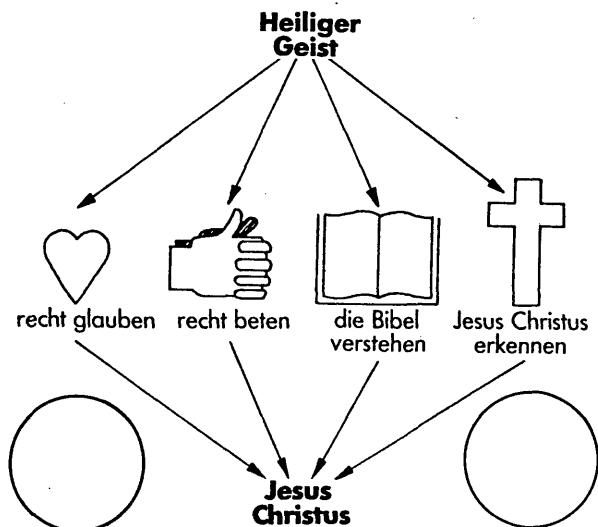 Heiliger
Geist
recht glauben
recht beten
die Bibel
verstehen
Jesus Christus
erkennen
Jesus
Christus